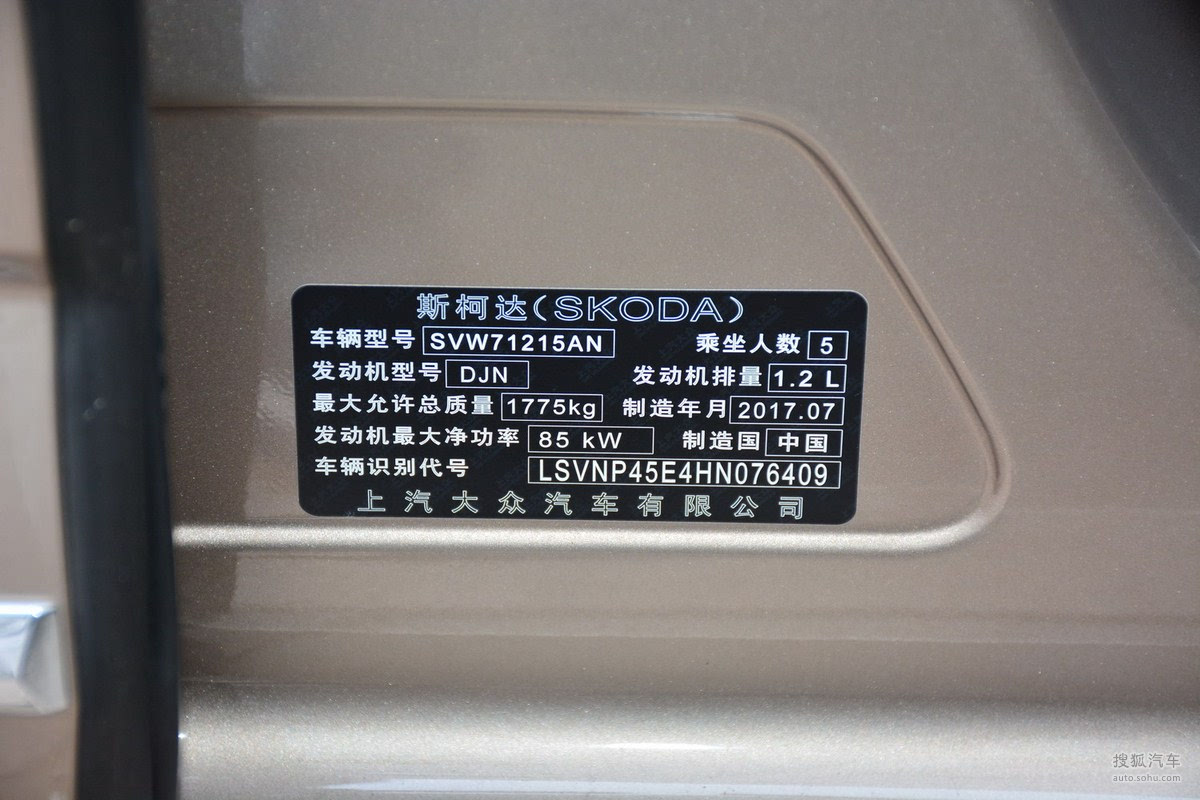 斯柯达(SKODA)
车辆型号 SVW71215AN 乘坐人数 5
发动机型号 DJN 发动机排量 1.2 L
最大允许总质量 1775kg 制造年月 2017.07
发动机最大净功率 85 kW 制造国 中国
车辆识别代号 LSVNP45E4HN076409
上汽大众汽车有限公司
搜狐汽车
auto.sohu.com